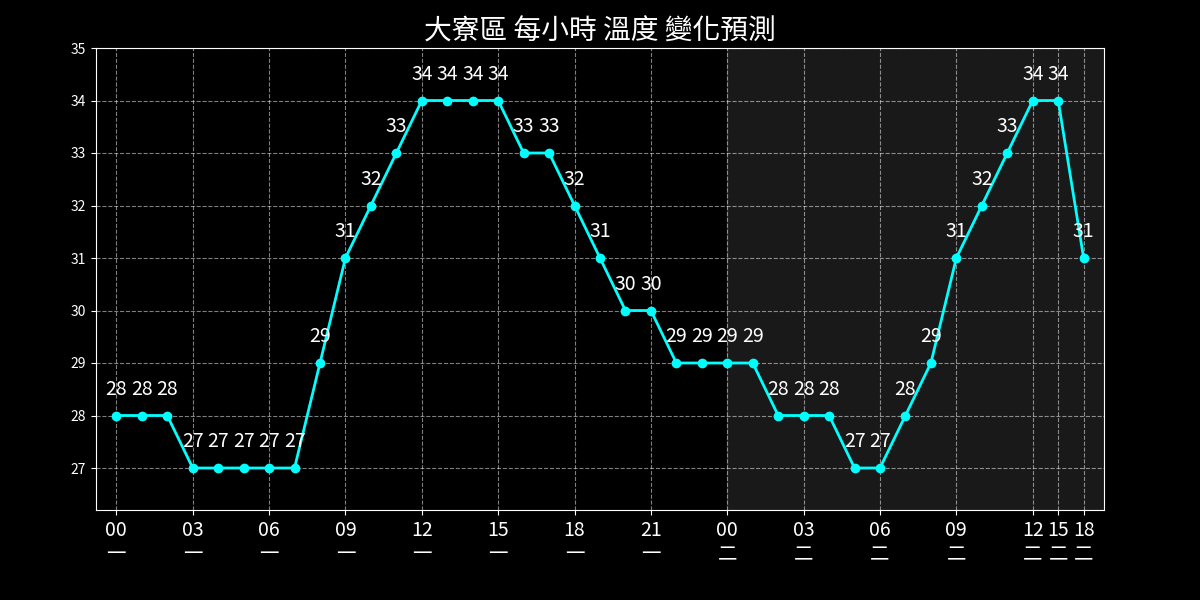 大寮區 每小時 溫度 變化預測
35
34 34 34 34 34 34
34
33 33 33 33
33
32 32 32
32
31 31 31 31
31
30 30
30
29 29 29 29 29 29
29
28 28 28 28 28 28 28
28
27 27 27 27 27 27 27
27
00 03 06 09 12 15 18 21 00 03 06 09 12 15 18
一 一 一 一 一 一 一 一 二 二 二 二 二 二 二